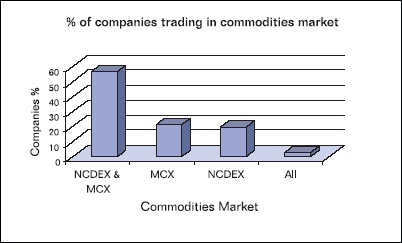 % of companies trading in commodities market
Companies %
60
50
40
30
20
10
0
NCDEX & MCX NCDEX All
MCX
Commodities Market